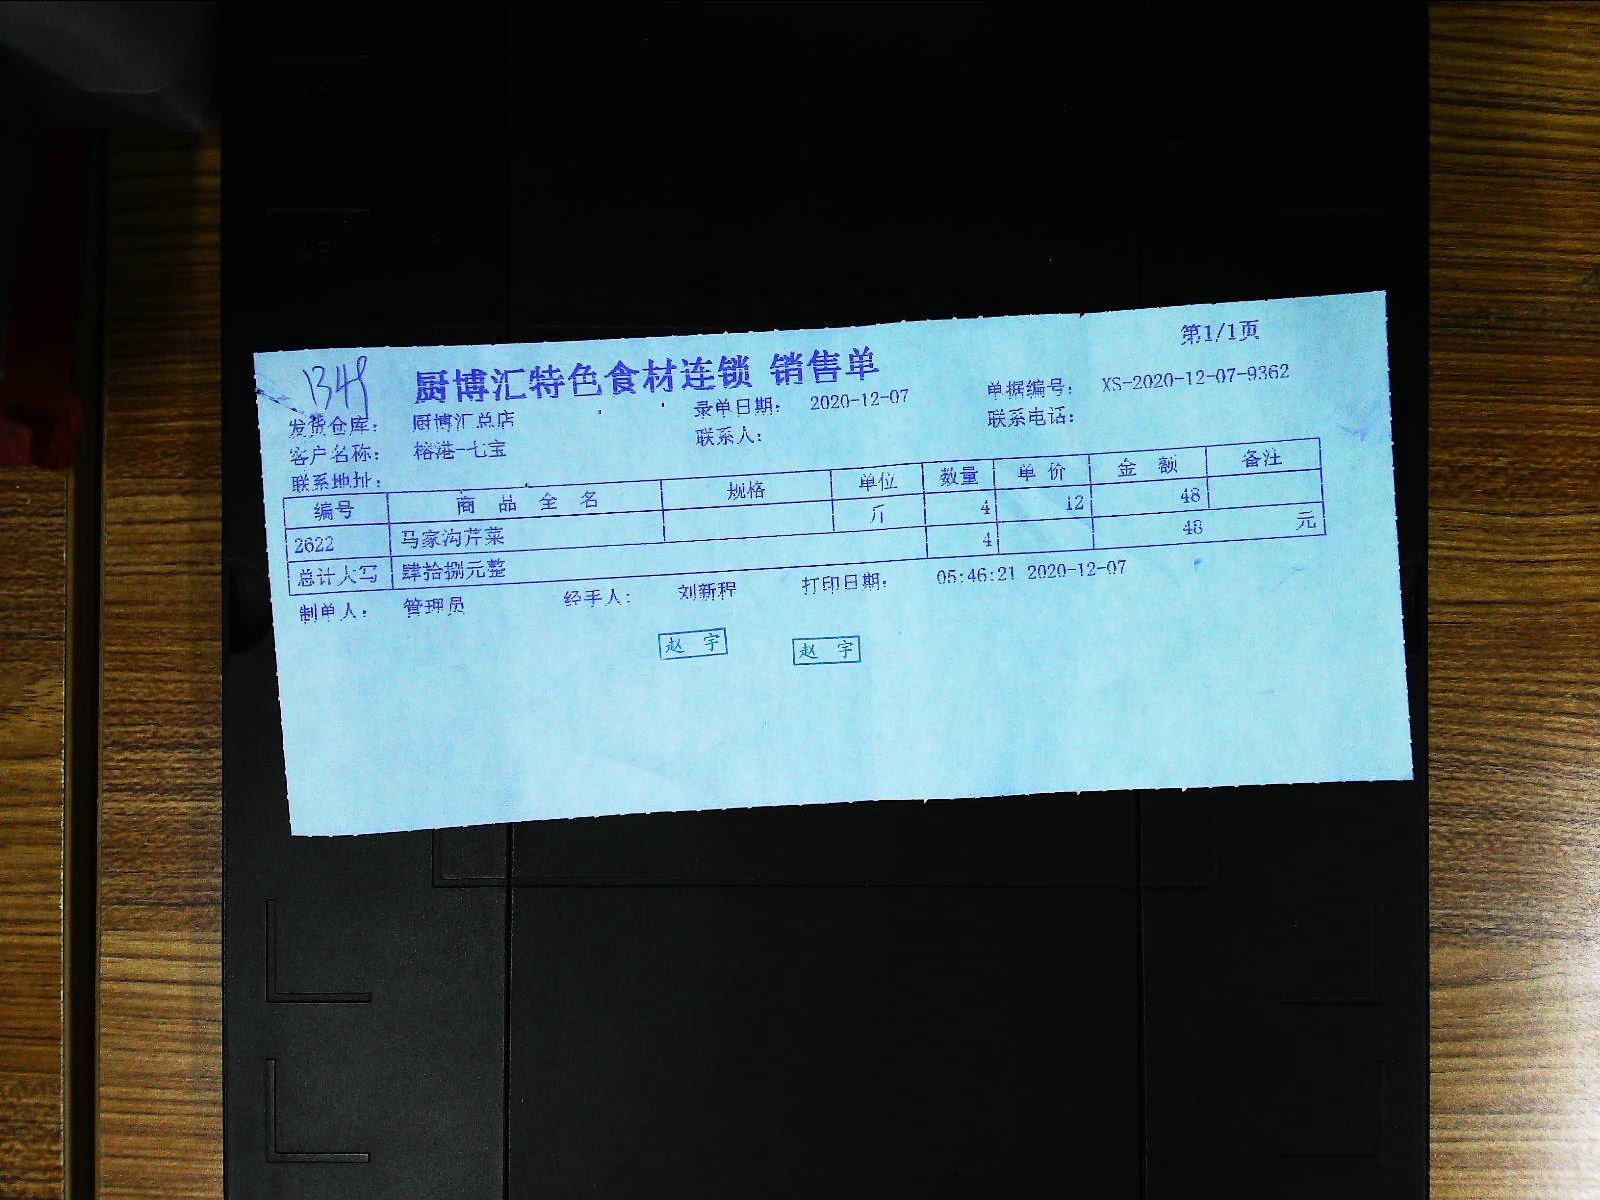 第1/1页
1349
厨博汇特色食材连锁 销售单
发货仓库： 厨博汇总店 录单日期： 2020-12-07 单据编号： XS-2020-12-07-9362
客户名称： 榕港-七宝 联系人： 联系电话：
联系地址：
编号 商品全名 规格 单位 数量 单价 金额 备注
2622 马家沟芹菜 斤 4 12 48
总计大写 肆拾捌元整 4 48 元
制单人： 管理员 经手人： 刘新程 打印日期： 05:46:21 2020-12-07
赵 宇 赵 宇